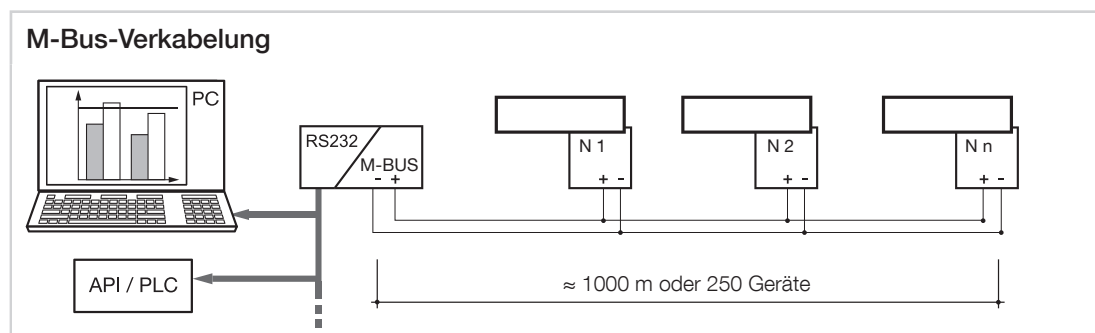 M-Bus-Verkabelung
PC
RS232
M-BUS
- +
N 1
+ -
N 2
+ -
N n
+ -
API / PLC
≈ 1000 m oder 250 Geräte